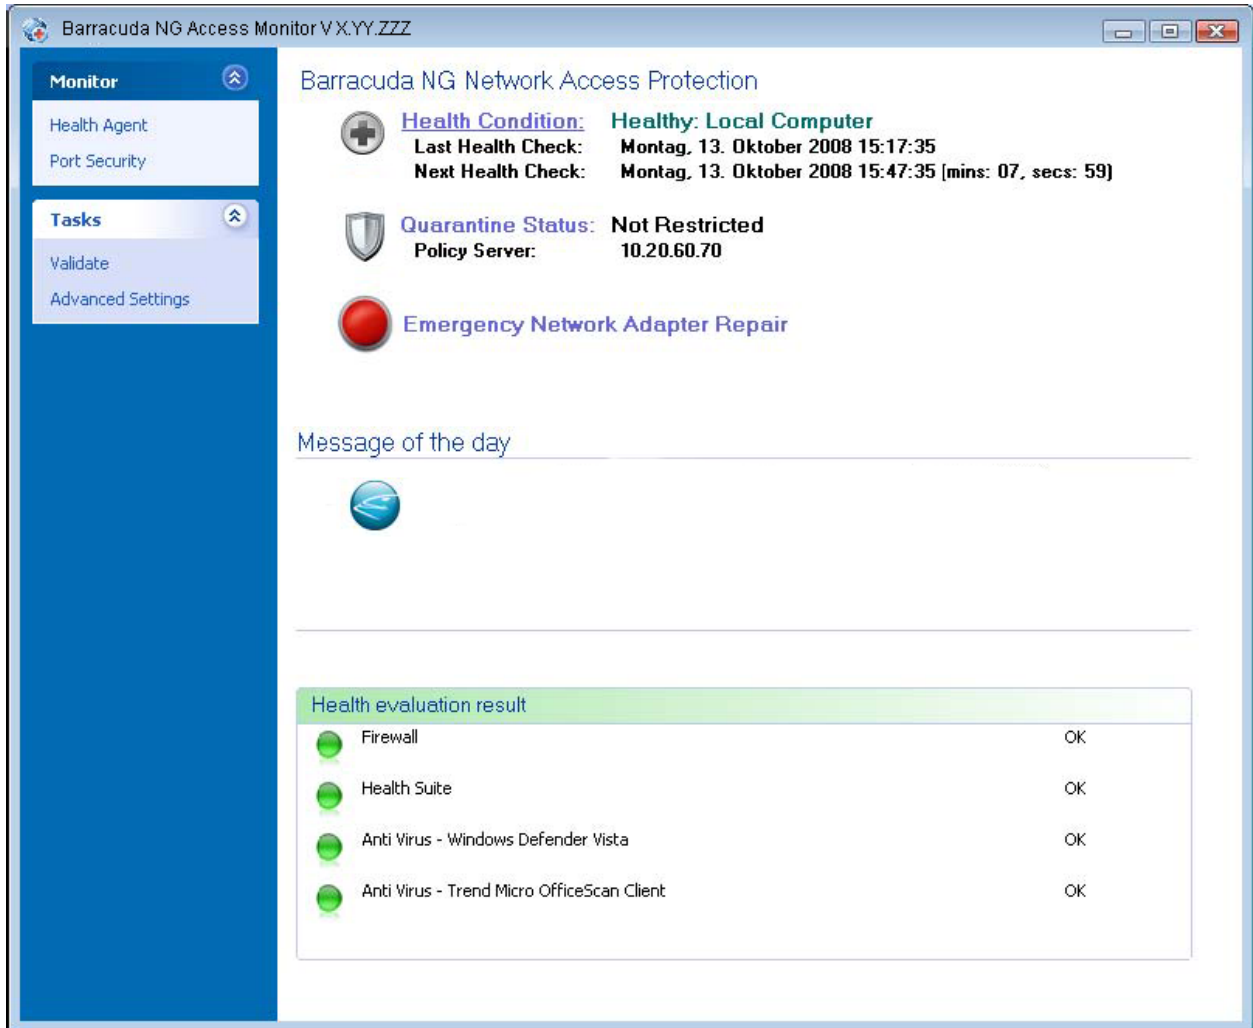 Barracuda NG Access Monitor V X.YY.ZZZ
Monitor
Health Agent
Port Security
Tasks
Validate
Advanced Settings
Barracuda NG Network Access Protection
Health Condition: Healthy: Local Computer
Last Health Check: Montag, 13. Oktober 2008 15:17:35
Next Health Check: Montag, 13. Oktober 2008 15:47:35 [mins: 07, secs: 59]
Quarantine Status: Not Restricted
Policy Server: 10.20.60.70
Emergency Network Adapter Repair
Message of the day
Health evaluation result
Firewall OK
Health Suite OK
Anti Virus - Windows Defender Vista OK
Anti Virus - Trend Micro OfficeScan Client OK